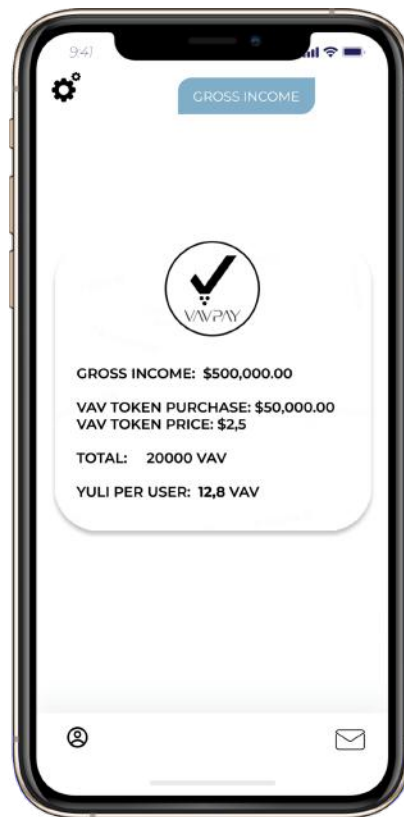 9:41
GROSS INCOME
VAVPAY
GROSS INCOME: $500,000.00
VAV TOKEN PURCHASE: $50,000.00
VAV TOKEN PRICE: $2,5
TOTAL: 20000 VAV
YULI PER USER: 12,8 VAV